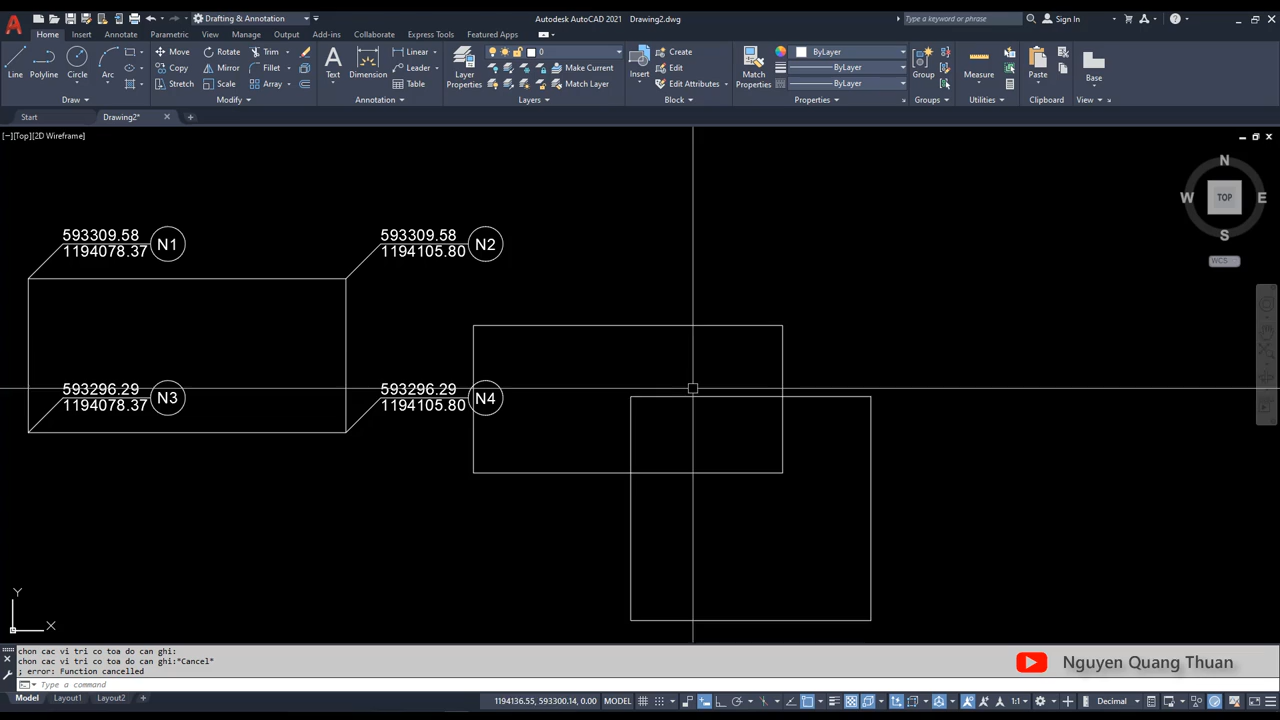 Drafting & Annotation
Autodesk AutoCAD 2021 Drawing2.dwg
Type a keyword or phrase
Sign In
Home Insert Annotate Parametric View Manage Output Add-ins Collaborate Express Tools Featured Apps
Line
Polyline
Circle
Arc
Draw
Move
Rotate
Trim
Copy
Mirror
Fillet
Stretch
Scale
Array
Modify
Text
Dimension
Linear
Leader
Table
Annotation
Layer
Properties
0
Make Current
Match Layer
Layers
Insert
Create
Edit
Edit Attributes
Block
Match
Properties
ByLayer
ByLayer
ByLayer
Properties
Group
Groups
Measure
Utilities
Paste
Clipboard
Base
View
Start
Drawing2*
[−][Top][2D Wireframe]
N
W
TOP
E
S
WCS
593309.58
1194078.37
N1
593309.58
1194105.80
N2
593296.29
1194078.37
N3
593296.29
1194105.80
N4
Y
X
chon cac vi tri co toa do can ghi:
chon cac vi tri co toa do can ghi:*Cancel*
; error: Function cancelled
Type a command
Nguyen Quang Thuan
Model
Layout1
Layout2
1194136.55, 593300.14, 0.00
MODEL
1:1
Decimal